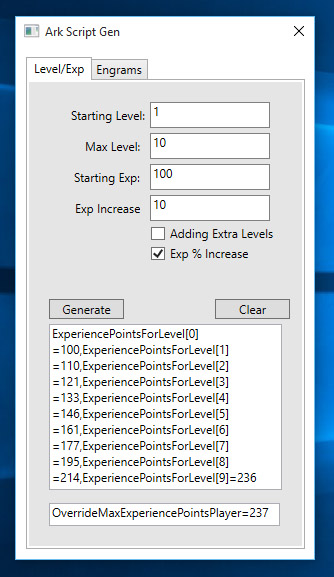 Ark Script Gen
Level/Exp
Engrams
Starting Level: 1
Max Level: 10
Starting Exp: 100
Exp Increase 10
Adding Extra Levels
Exp % Increase
Generate
Clear
ExperiencePointsForLevel[0]
=100,ExperiencePointsForLevel[1]
=110,ExperiencePointsForLevel[2]
=121,ExperiencePointsForLevel[3]
=133,ExperiencePointsForLevel[4]
=146,ExperiencePointsForLevel[5]
=161,ExperiencePointsForLevel[6]
=177,ExperiencePointsForLevel[7]
=195,ExperiencePointsForLevel[8]
=214,ExperiencePointsForLevel[9]=236
OverrideMaxExperiencePointsPlayer=237